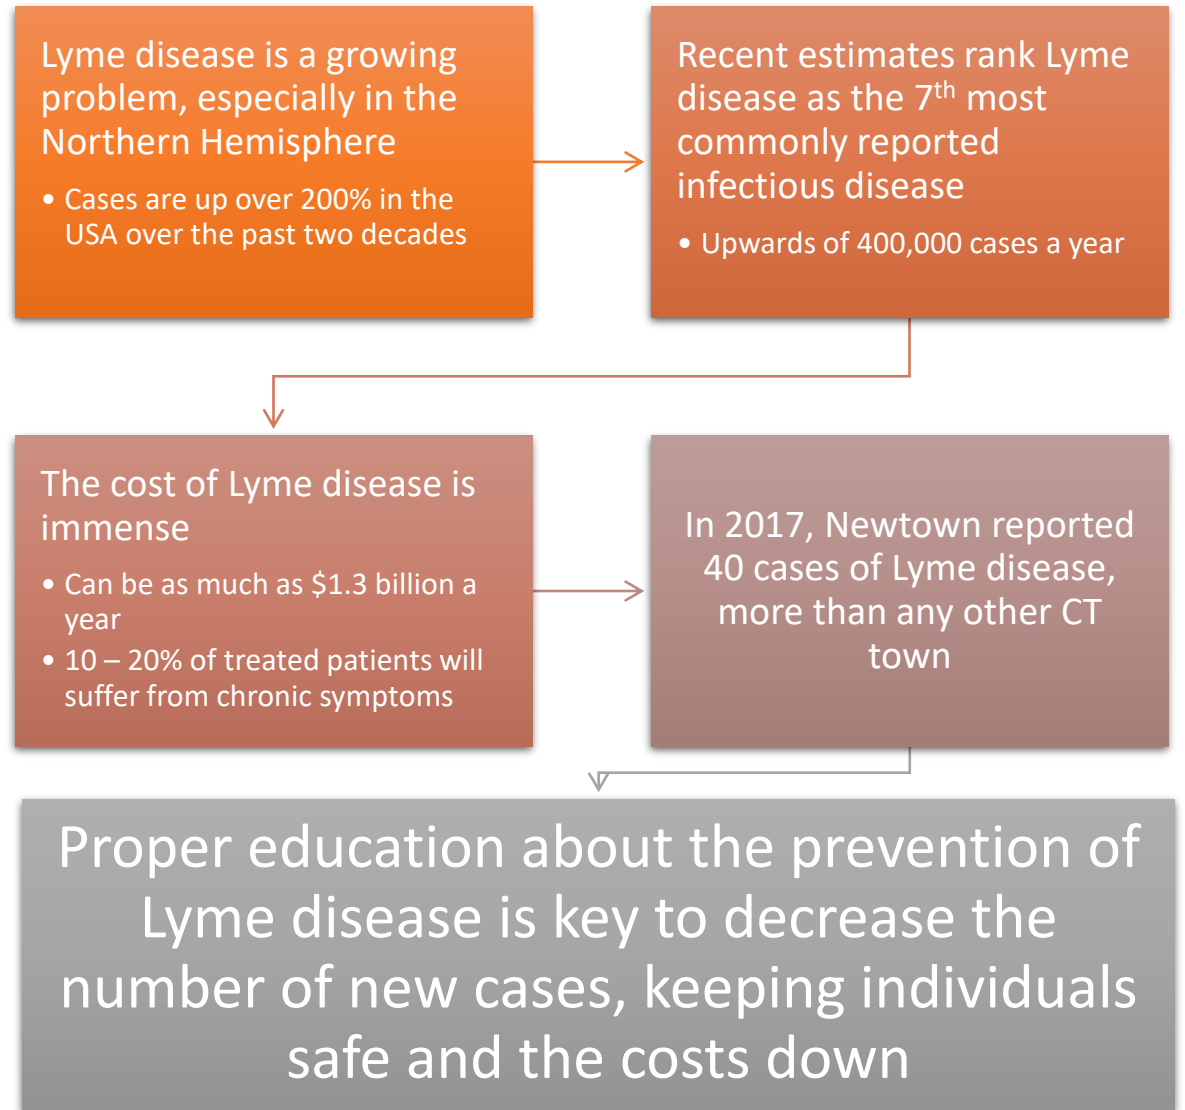 Lyme disease is a growing
problem, especially in the
Northern Hemisphere
• Cases are up over 200% in the
USA over the past two decades
Recent estimates rank Lyme
disease as the 7th most
commonly reported
infectious disease
• Upwards of 400,000 cases a year
The cost of Lyme disease is
immense
• Can be as much as $1.3 billion a
year
• 10 – 20% of treated patients will
suffer from chronic symptoms
In 2017, Newtown reported
40 cases of Lyme disease,
more than any other CT
town
Proper education about the prevention of
Lyme disease is key to decrease the
number of new cases, keeping individuals
safe and the costs down